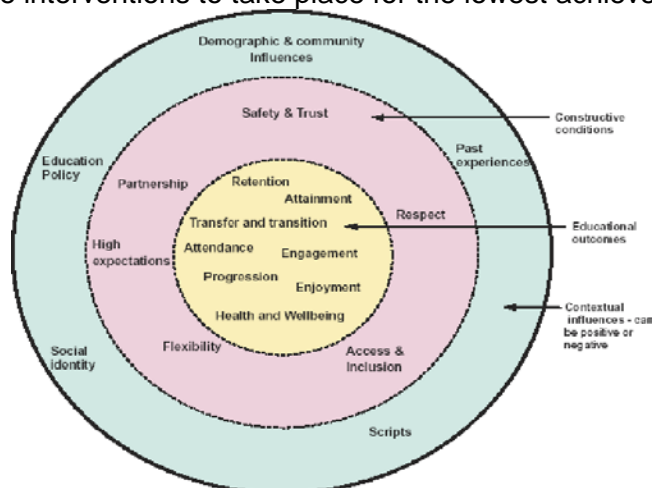 interventions to take place for the lowest achieve
Demographic & community
Influences
Safety & Trust
Constructive
conditions
Education
Policy
Past
experiences
Partnership
Retention
Attainment
Respect
Transfer and transition
Educational
outcomes
High
expectations
Attendance
Engagement
Progression
Enjoyment
Health and Wellbeing
Contextual
influences - can
be positive or
negative
Social
identity
Flexibility
Access &
Inclusion
Scripts